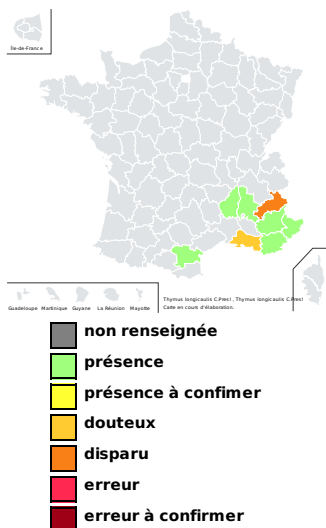 Île-de-France
Guadeloupe Martinique Guyane La Réunion Mayotte
Thymus longicaulis C.Presl , Thymus longicaulis C.Presl
Carte en cours d'élaboration.
non renseignée
présence
présence à confimer
douteux
disparu
erreur
erreur à confirmer